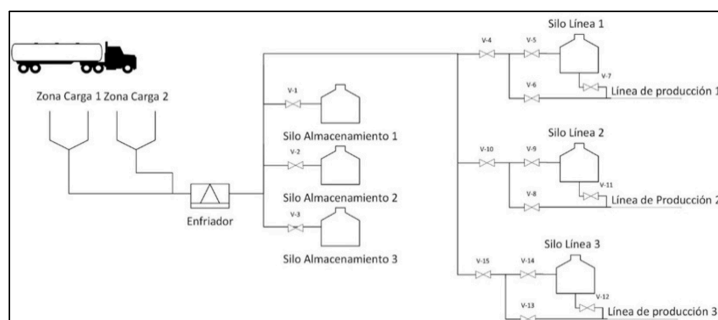 Zona Carga 1 Zona Carga 2
Enfriador
V-1
Silo Almacenamiento 1
V-2
Silo Almacenamiento 2
V-3
Silo Almacenamiento 3
Silo Línea 1
V-4
V-5
V-6
V-7
Línea de producción 1
Silo Línea 2
V-10
V-9
V-8
V-11
Línea de Producción 2
Silo Línea 3
V-15
V-14
V-13
V-12
Línea de producción 3